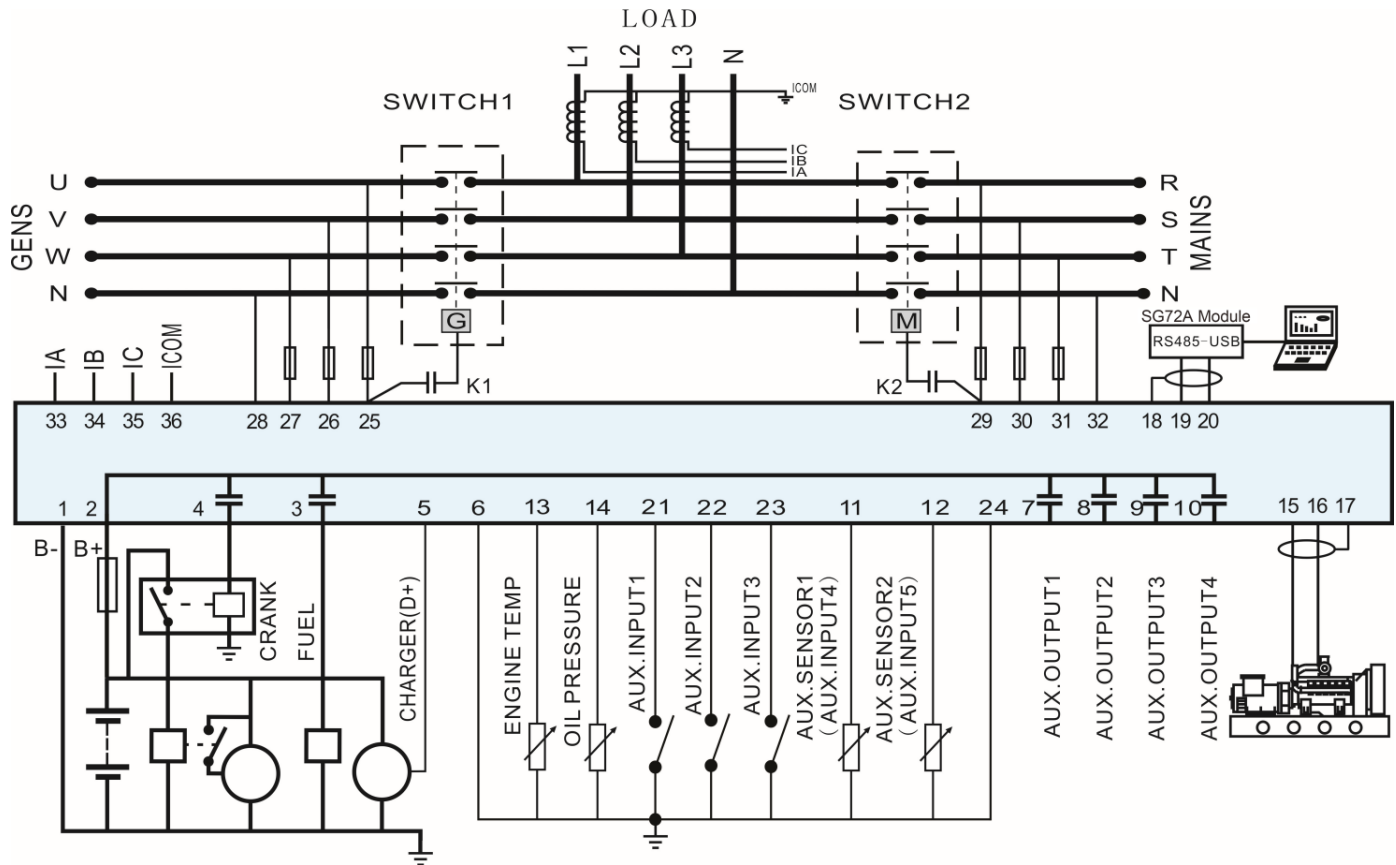 LOAD
L1 L2 L3 N
ICOM
SWITCH1 SWITCH2
IC
IB
IA
GENS
U R
V S
W T
N N
MAINS
G M
SG72A Module
RS485-USB
K1 K2
IA IB IC ICOM
33 34 35 36 28 27 26 25 29 30 31 32 18 19 20
1 2 4 3 5 6 13 14 21 22 23 11 12 24 7 8 9 10 15 16 17
B- B+
CRANK
FUEL
CHARGER(D+)
ENGINE TEMP
OIL PRESSURE
AUX.INPUT1
AUX.INPUT2
AUX.INPUT3
AUX.SENSOR1
(AUX.INPUT4)
AUX.SENSOR2
(AUX.INPUT5)
AUX.OUTPUT1
AUX.OUTPUT2
AUX.OUTPUT3
AUX.OUTPUT4